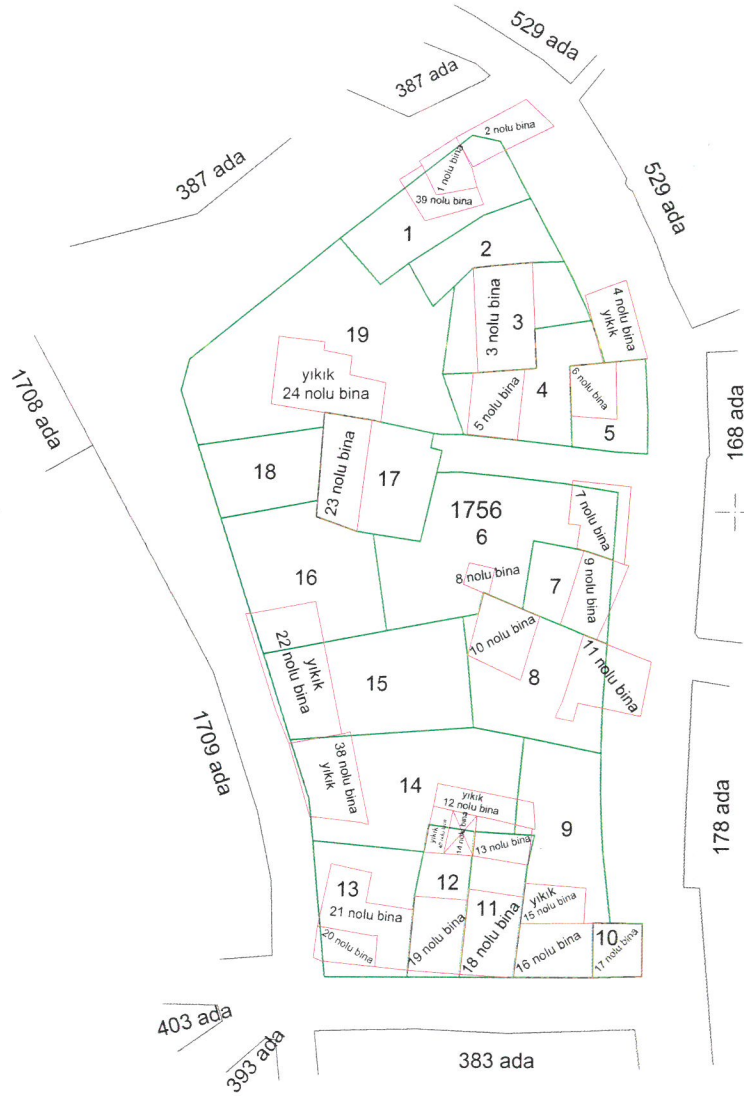 529 ada
387 ada
2 nolu bina
1 nolu bina
387 ada
39 nolu bina
529 ada
1
2
4 nolu bina
yıkık
3 nolu bina
3
19
yıkık
24 nolu bina
6 nolu bina
4
5 nolu bina
5
1708 ada
168 ada
23 nolu bina
18
17
1756
6
7 nolu bina
8 nolu bina
7
9 nolu bina
16
10 nolu bina
11 nolu bina
22 nolu bina
yıkık
15
8
1709 ada
38 nolu bina
yıkık
14
yıkık
12 nolu bina
178 ada
yıkık
14 nolu bina
13 nolu bina
9
13
12
21 nolu bina
11
yıkık
15 nolu bina
20 nolu bina
19 nolu bina
18 nolu bina
16 nolu bina
10
17 nolu bina
403 ada
393 ada
383 ada